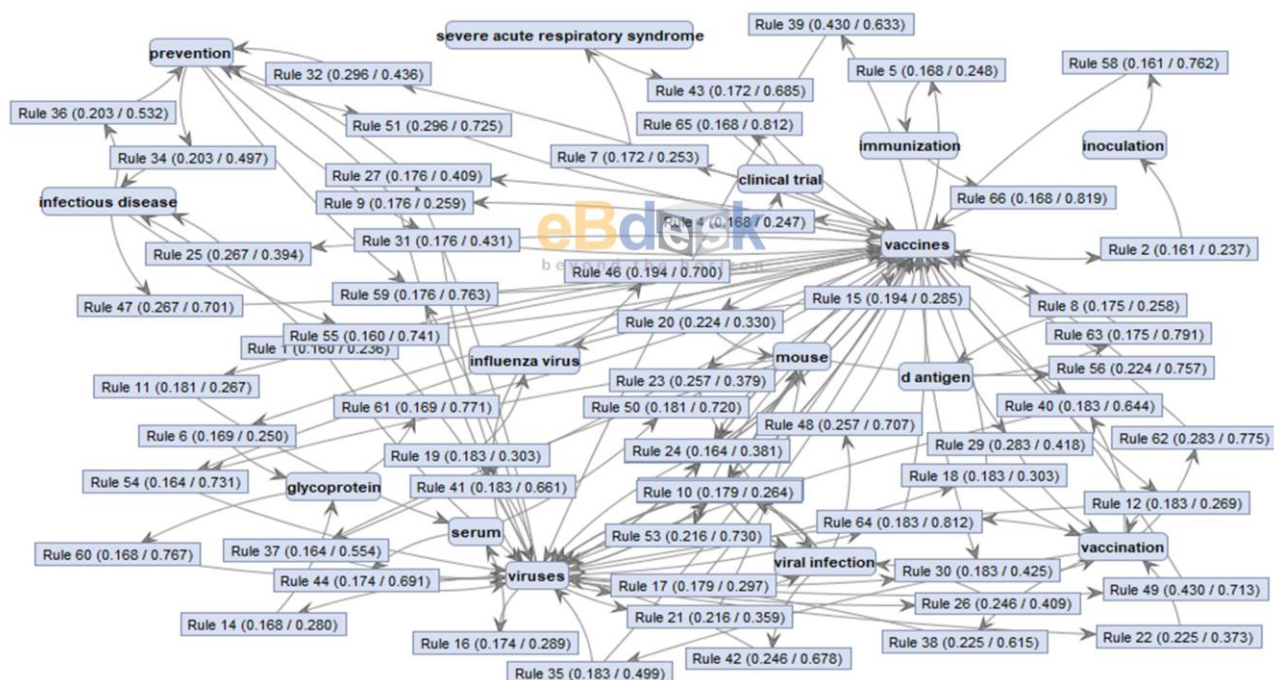 Rule 39 (0.430 / 0.633)
severe acute respiratory syndrome
prevention
Rule 32 (0.296 / 0.436)
Rule 5 (0.168 / 0.248)
Rule 58 (0.161 / 0.762)
Rule 43 (0.172 / 0.685)
Rule 36 (0.203 / 0.532)
Rule 51 (0.296 / 0.725)
Rule 65 (0.168 / 0.812)
immunization
inoculation
Rule 34 (0.203 / 0.497)
Rule 7 (0.172 / 0.253)
Rule 27 (0.176 / 0.409)
clinical trial
infectious disease
Rule 9 (0.176 / 0.259)
Rule 66 (0.168 / 0.819)
Rule 4 (0.168 / 0.247)
eBdesk
beyond the horizon
Rule 25 (0.267 / 0.394)
Rule 31 (0.176 / 0.431)
vaccines
Rule 2 (0.161 / 0.237)
Rule 46 (0.194 / 0.700)
Rule 47 (0.267 / 0.701)
Rule 59 (0.176 / 0.763)
Rule 15 (0.194 / 0.285)
Rule 8 (0.175 / 0.258)
Rule 55 (0.160 / 0.741)
Rule 20 (0.224 / 0.330)
Rule 63 (0.175 / 0.791)
Rule 1 (0.160 / 0.236)
influenza virus
mouse
Rule 56 (0.224 / 0.757)
Rule 11 (0.181 / 0.267)
Rule 23 (0.257 / 0.379)
d antigen
Rule 61 (0.169 / 0.771)
Rule 50 (0.181 / 0.720)
Rule 40 (0.183 / 0.644)
Rule 48 (0.257 / 0.707)
Rule 6 (0.169 / 0.250)
Rule 29 (0.283 / 0.418)
Rule 62 (0.283 / 0.775)
Rule 19 (0.183 / 0.303)
Rule 24 (0.164 / 0.381)
Rule 54 (0.164 / 0.731)
glycoprotein
Rule 41 (0.183 / 0.661)
Rule 10 (0.179 / 0.264)
Rule 18 (0.183 / 0.303)
Rule 12 (0.183 / 0.269)
serum
Rule 53 (0.216 / 0.730)
Rule 64 (0.183 / 0.812)
Rule 60 (0.168 / 0.767)
Rule 37 (0.164 / 0.554)
viral infection
vaccination
Rule 44 (0.174 / 0.691)
viruses
Rule 17 (0.179 / 0.297)
Rule 30 (0.183 / 0.425)
Rule 49 (0.430 / 0.713)
Rule 14 (0.168 / 0.280)
Rule 21 (0.216 / 0.359)
Rule 26 (0.246 / 0.409)
Rule 16 (0.174 / 0.289)
Rule 38 (0.225 / 0.615)
Rule 22 (0.225 / 0.373)
Rule 35 (0.183 / 0.499)
Rule 42 (0.246 / 0.678)